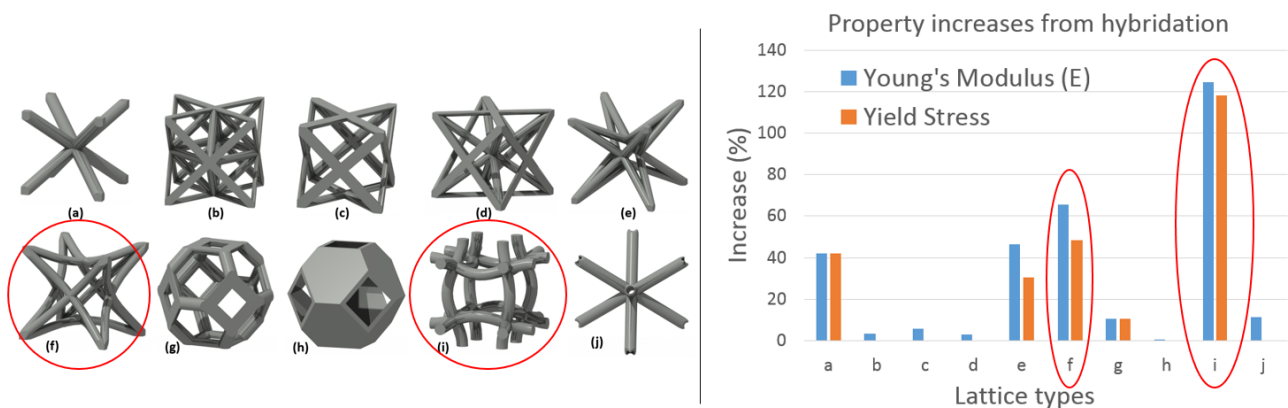 (a)
(b)
(c)
(d)
(e)
(f)
(g)
(h)
(i)
(j)
Property increases from hybridation
140
120
100
80
60
40
20
0
Increase (%)
Young's Modulus (E)
Yield Stress
a b c d e f g h i j
Lattice types